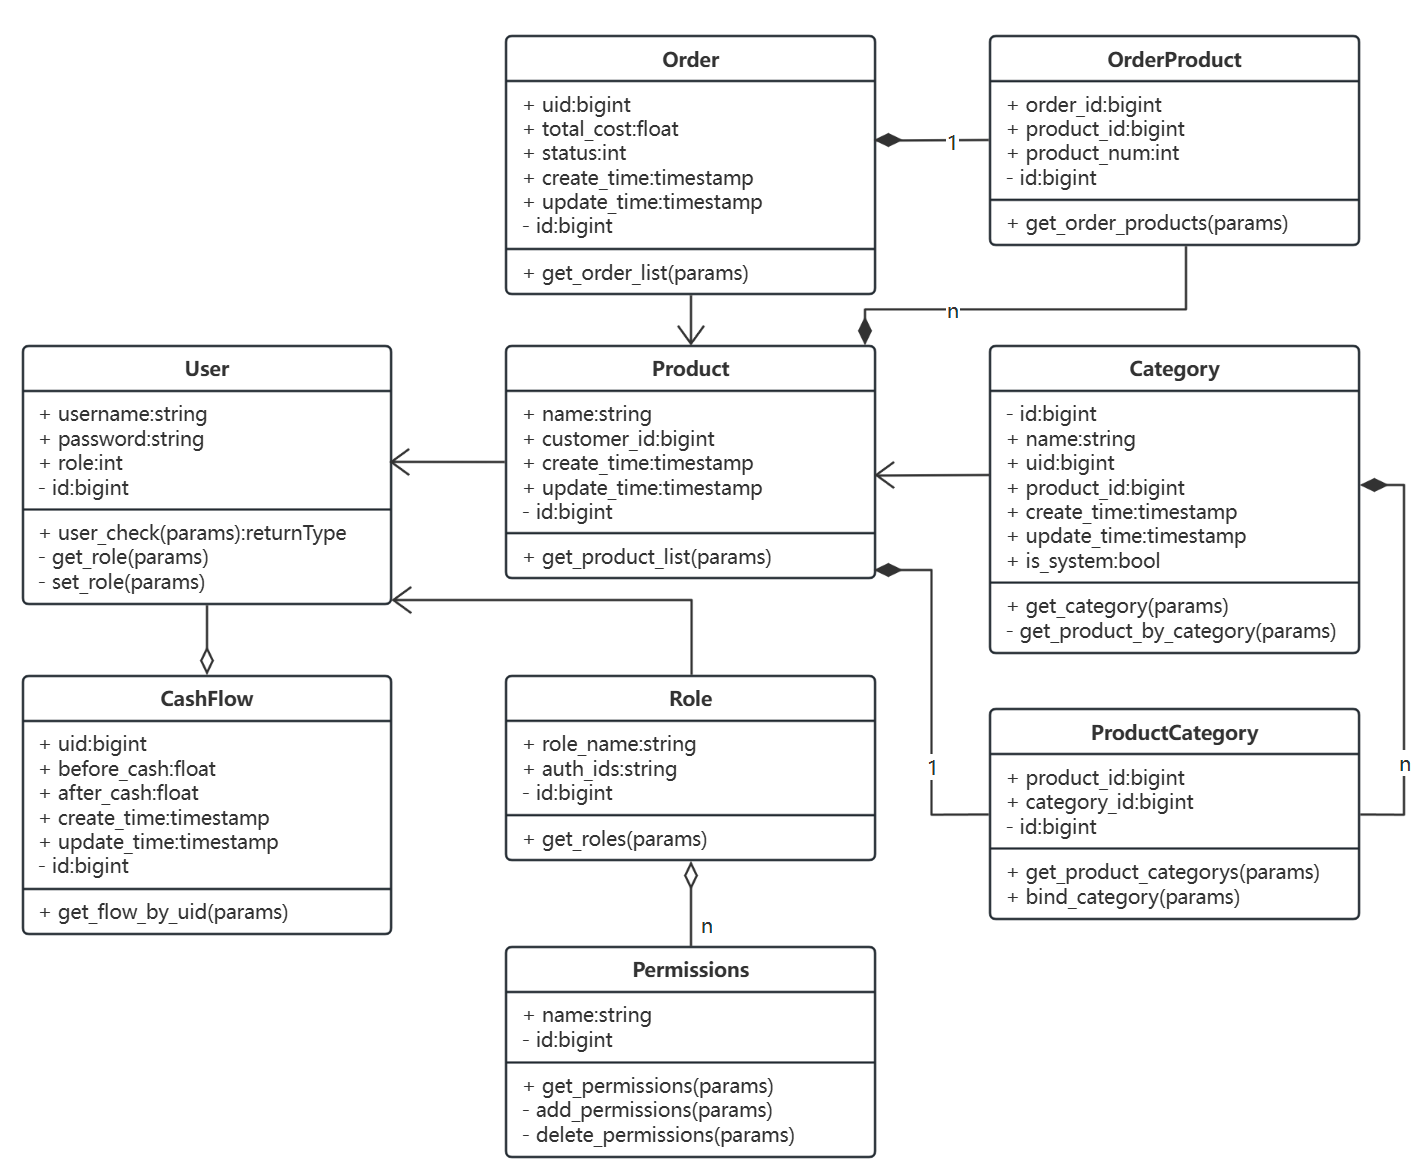 Order
+ uid:bigint
+ total_cost:float
+ status:int
+ create_time:timestamp
+ update_time:timestamp
- id:bigint
+ get_order_list(params)
1
OrderProduct
+ order_id:bigint
+ product_id:bigint
+ product_num:int
- id:bigint
+ get_order_products(params)
n
User
+ username:string
+ password:string
+ role:int
- id:bigint
+ user_check(params):returnType
- get_role(params)
- set_role(params)
Product
+ name:string
+ customer_id:bigint
+ create_time:timestamp
+ update_time:timestamp
- id:bigint
+ get_product_list(params)
Category
- id:bigint
+ name:string
+ uid:bigint
+ product_id:bigint
+ create_time:timestamp
+ update_time:timestamp
+ is_system:bool
+ get_category(params)
- get_product_by_category(params)
CashFlow
+ uid:bigint
+ before_cash:float
+ after_cash:float
+ create_time:timestamp
+ update_time:timestamp
- id:bigint
+ get_flow_by_uid(params)
Role
+ role_name:string
+ auth_ids:string
- id:bigint
+ get_roles(params)
1
ProductCategory
+ product_id:bigint
+ category_id:bigint
- id:bigint
+ get_product_categorys(params)
+ bind_category(params)
n
n
Permissions
+ name:string
- id:bigint
+ get_permissions(params)
- add_permissions(params)
- delete_permissions(params)